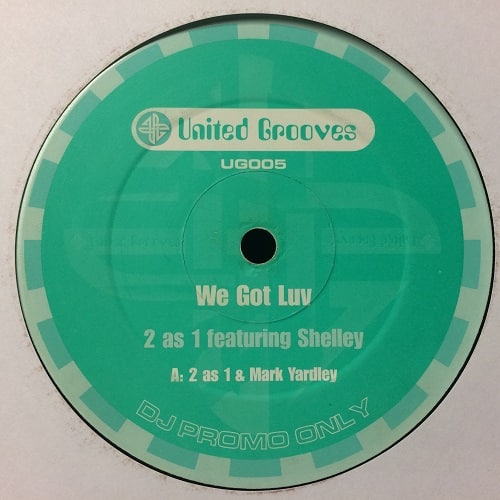 United Grooves
UG005
We Got Luv
2 as 1 featuring Shelley
A: 2 as 1 & Mark Yardley
DJ PROMO ONLY